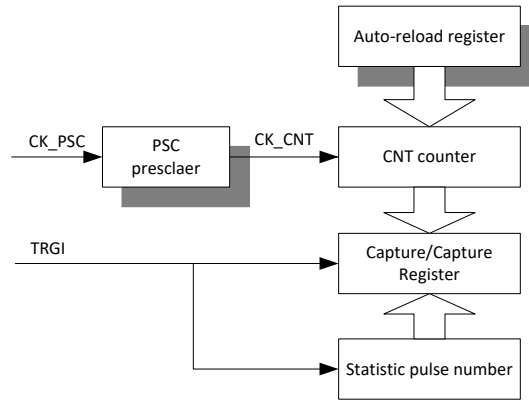 Auto-reload register
CK_PSC
PSC
presclaer
CK_CNT
CNT counter
TRGI
Capture/Capture
Register
Statistic pulse number